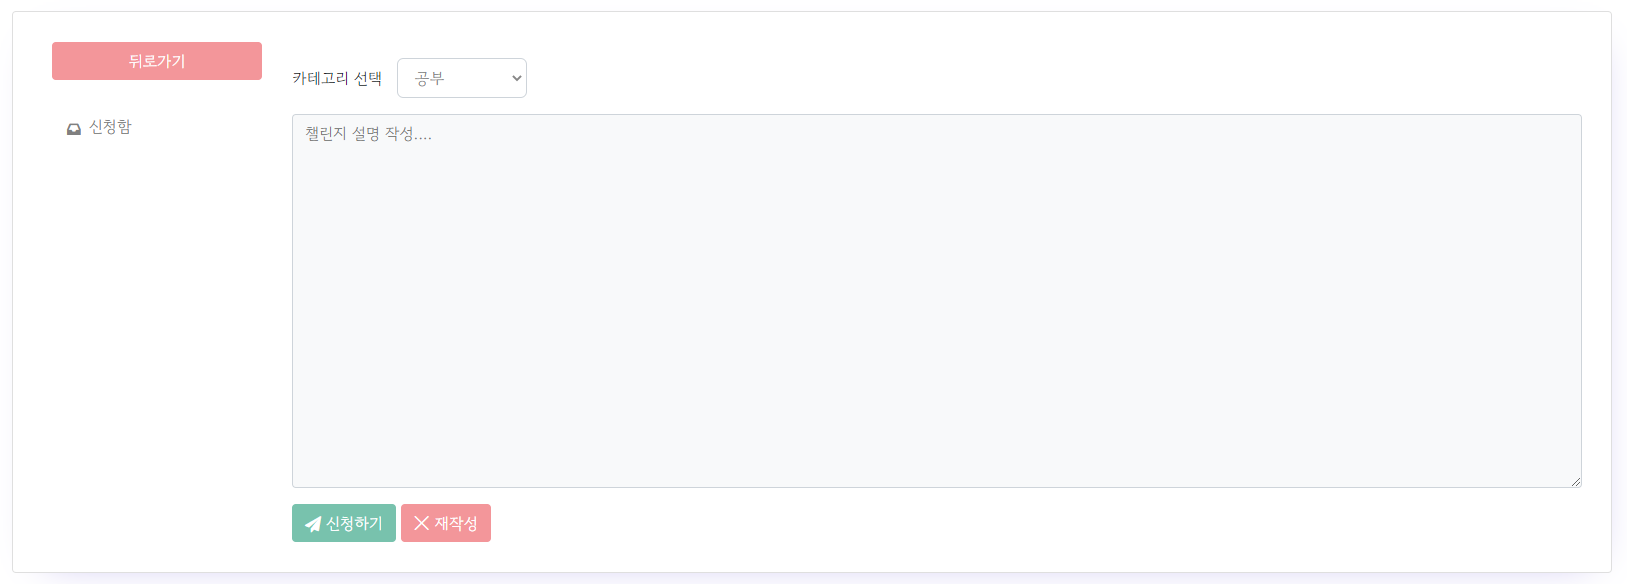 뒤로가기
신청함
카테고리 선택 공부
챌린지 설명 작성....
신청하기 재작성